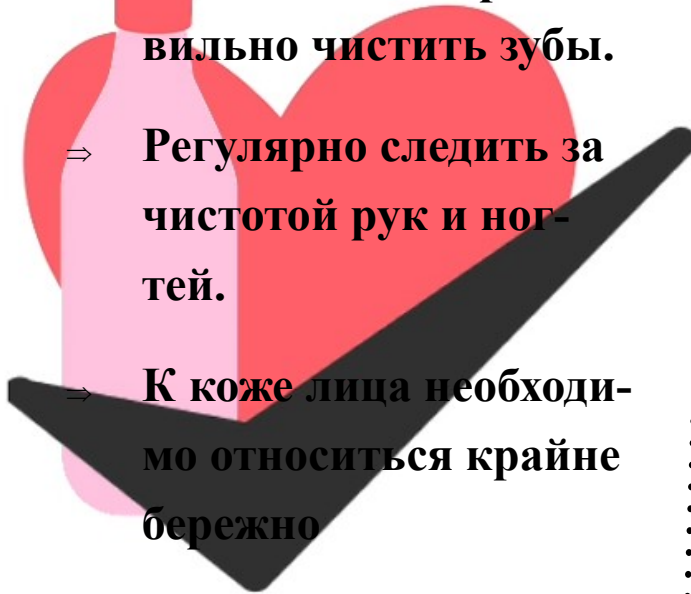 вильно чистить зубы.
⇒ Регулярно следить за
чистотой рук и ног-
тей.
⇒ К коже лица необходи-
мо относиться крайне
бережно